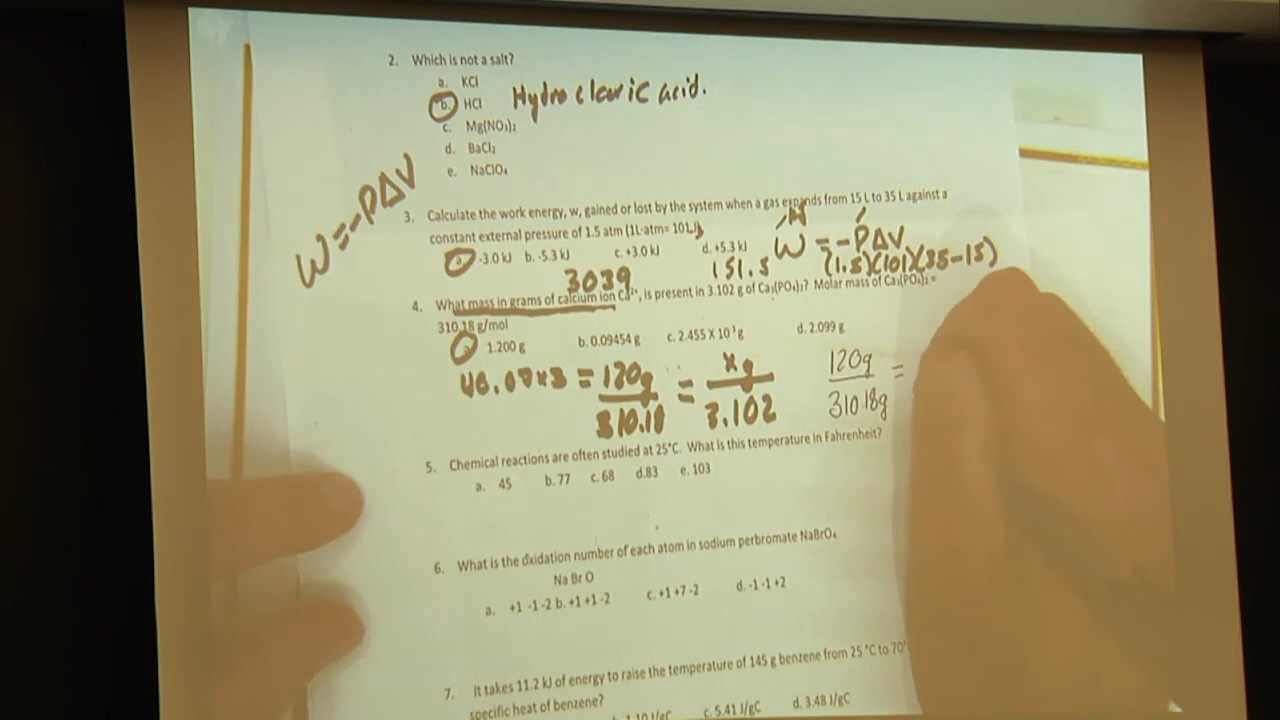 2. Which is not a salt?
a. KCl
b. HCl Hydro cloric acid.
c. Mg(NO₃)₂
d. BaCl₂
e. NaClO₄
W = -PΔV
3. Calculate the work energy, w, gained or lost by the system when a gas expands from 15 L to 35 L against a
constant external pressure of 1.5 atm (1L-atm= 101J)
-3.0 kJ b. -5.3 kJ c. +3.0 kJ d. +5.3 kJ
W = -PΔV
3039 151.5 (1.5)(101)(35-15)
4. What mass in grams of calcium ion Ca²⁺, is present in 3.102 g of Ca₃(PO₄)₂? Molar mass of Ca₃(PO₄)₂ =
310.18 g/mol
1.200 g b. 0.09454 g c. 2.455 X 10³ g d. 2.099 g
= 120g / 310.18 = x g / 3.102 120g / 310.18g =
5. Chemical reactions are often studied at 25°C. What is this temperature in Fahrenheit?
a. 45 b. 77 c. 68 d.83 e. 103
6. What is the oxidation number of each atom in sodium perbromate NaBrO₄
Na Br O
a. +1 -1 -2 b. +1 +1 -2 c. +1 +7 -2 d. -1 -1 +2
7. It takes 11.2 kJ of energy to raise the temperature of 145 g benzene from 25 °C to 70°
specific heat of benzene?
1.10 J/gC c. 5.41 J/gC d. 3.48 J/gC